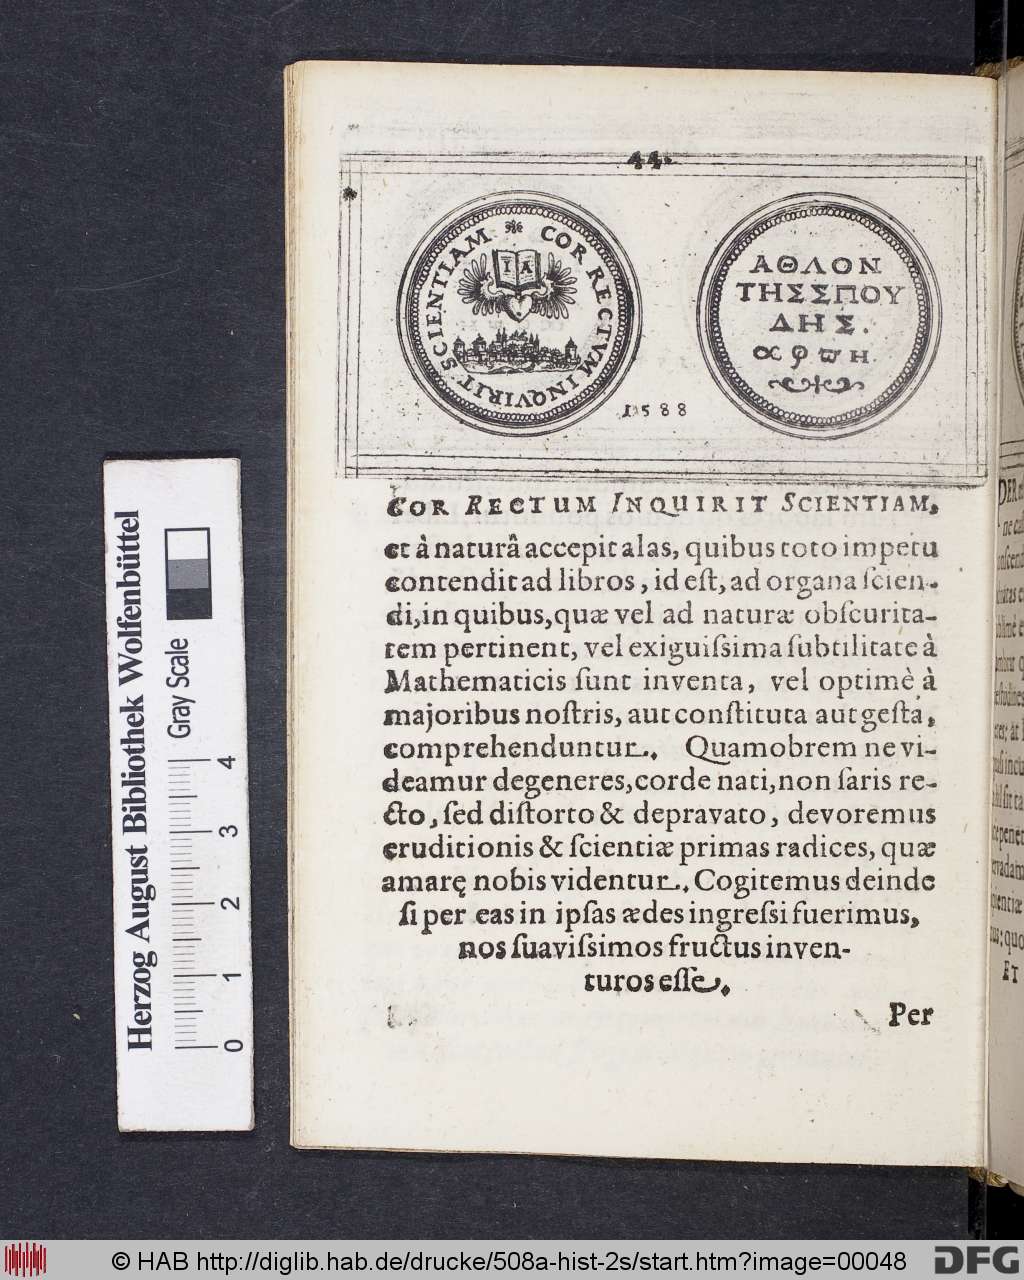 44.
COR RECTVM INQVIRIT SCIENTIAM
I A
ΑΘΛΟΝ
ΤΗΣΣΠΟΥ
ΔΗΣ.
αφπη
1588
COR RECTUM INQUIRIT SCIENTIAM,
et à naturâ accepit alas, quibus toto impetu
contendit ad libros, id est, ad organa scien-
di, in quibus, quæ vel ad naturæ obscurita-
tem pertinent, vel exiguissima subtilitate à
Mathematicis sunt inventa, vel optimè à
majoribus nostris, aut constituta aut gesta,
comprehenduntur. Quamobrem ne vi-
deamur degeneres, corde nati, non satis re-
cto, sed distorto & depravato, devoremus
eruditionis & scientiæ primas radices, quæ
amarę nobis videntur. Cogitemus deinde
si per eas in ipsas ædes ingressi fuerimus,
nos suavissimos fructus inven-
turos esse.
Per
Herzog August Bibliothek Wolfenbüttel
Gray Scale
0 1 2 3 4
© HAB http://diglib.hab.de/drucke/508a-hist-2s/start.htm?image=00048
DFG